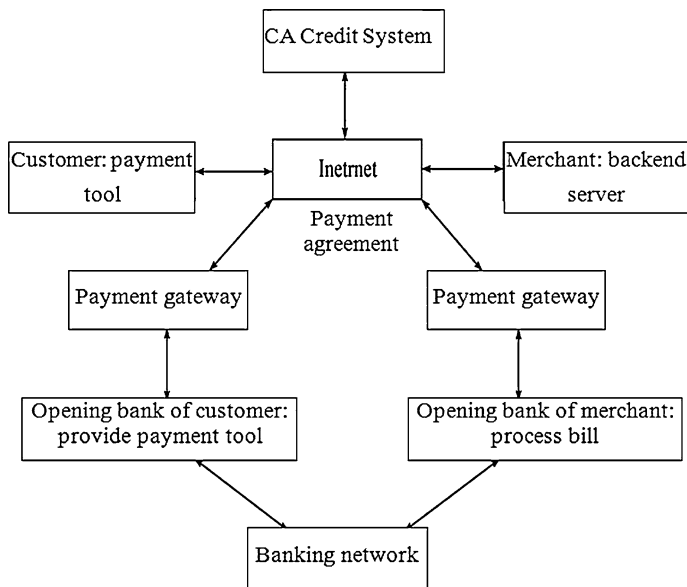 CA Credit System
Customer: payment
tool
Inetrnet
Merchant: backend
server
Payment
agreement
Payment gateway
Payment gateway
Opening bank of customer:
provide payment tool
Opening bank of merchant:
process bill
Banking network